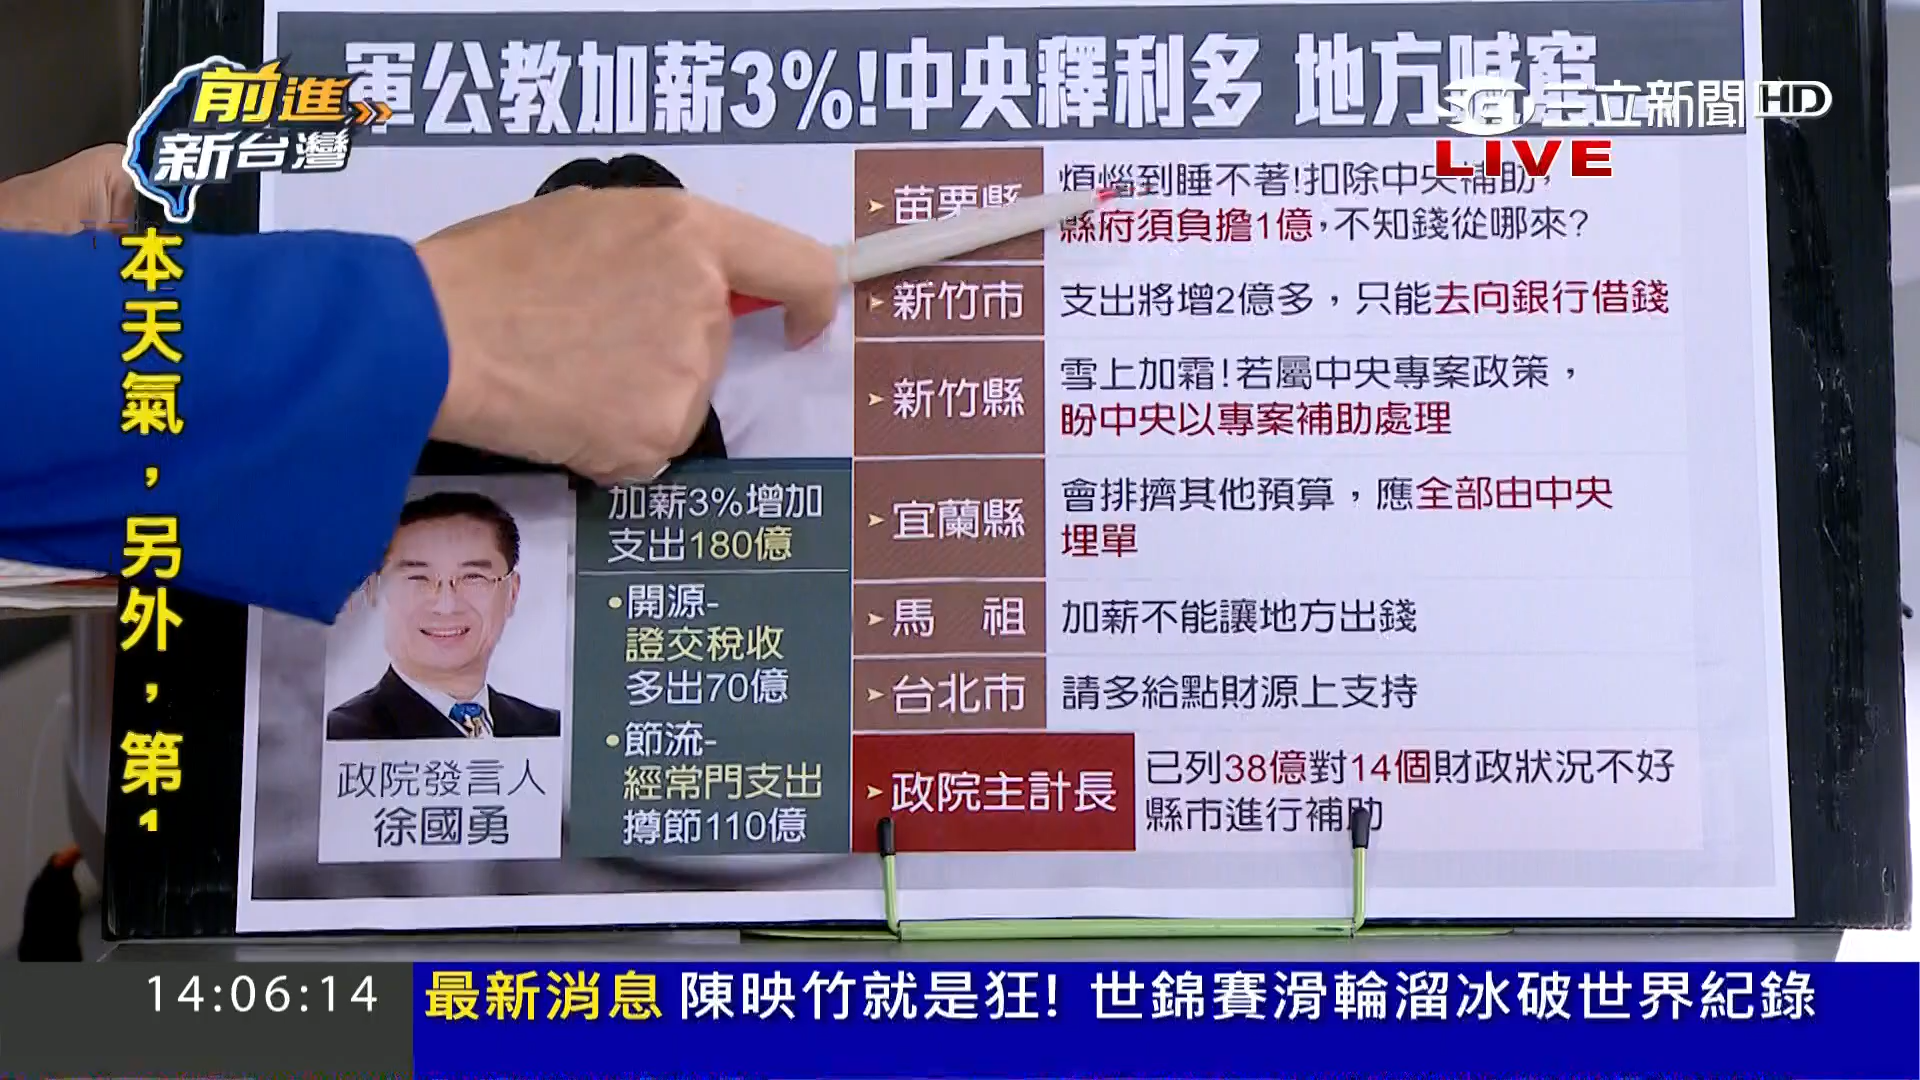 軍公教加薪3%!中央釋利多 地方喊窮
前進
新台灣
三立新聞HD
LIVE
本天氣，另外，第1
苗栗縣
煩惱到睡不著!扣除中央補助，
縣府須負擔1億，不知錢從哪來?
新竹市
支出將增2億多，只能去向銀行借錢
新竹縣
雪上加霜!若屬中央專案政策，
盼中央以專案補助處理
宜蘭縣
會排擠其他預算，應全部由中央
埋單
馬　祖
加薪不能讓地方出錢
台北市
請多給點財源上支持
政院主計長
已列38億對14個財政狀況不好
縣市進行補助
加薪3%增加
支出180億
•開源-
證交稅收
多出70億
•節流-
經常門支出
撙節110億
政院發言人
徐國勇
14:06:14
最新消息 陳映竹就是狂! 世錦賽滑輪溜冰破世界紀錄